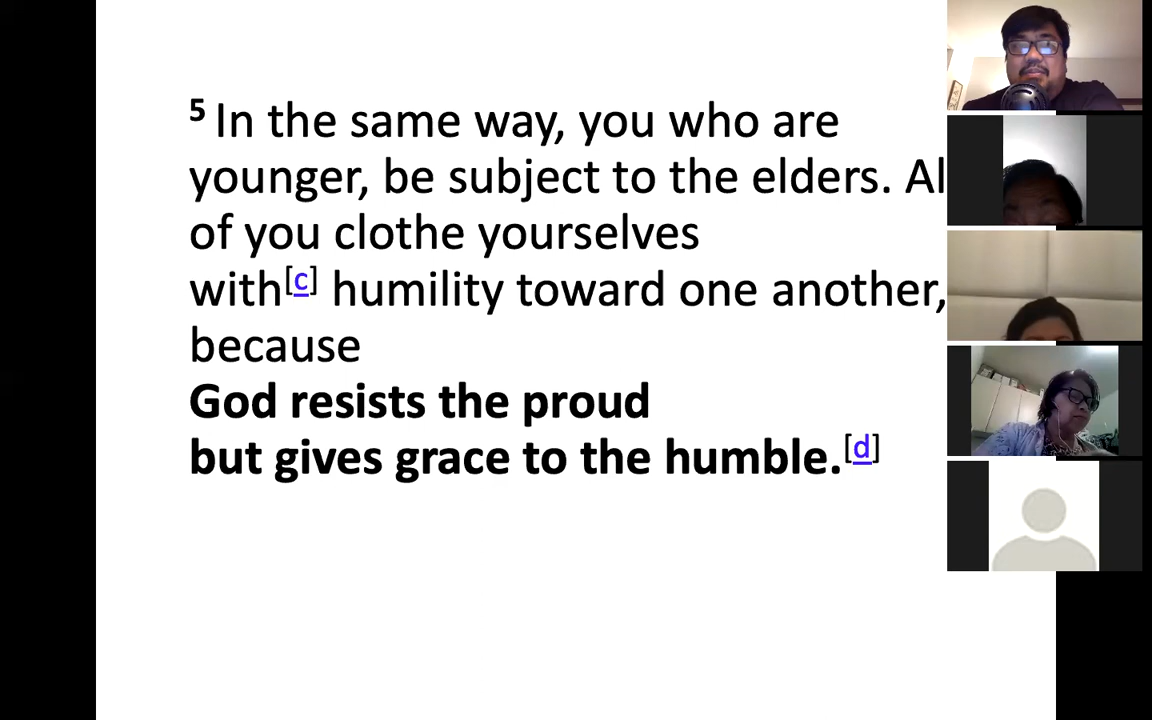 5 In the same way, you who are
younger, be subject to the elders. Al
of you clothe yourselves
with[c] humility toward one another,
because
God resists the proud
but gives grace to the humble.[d]